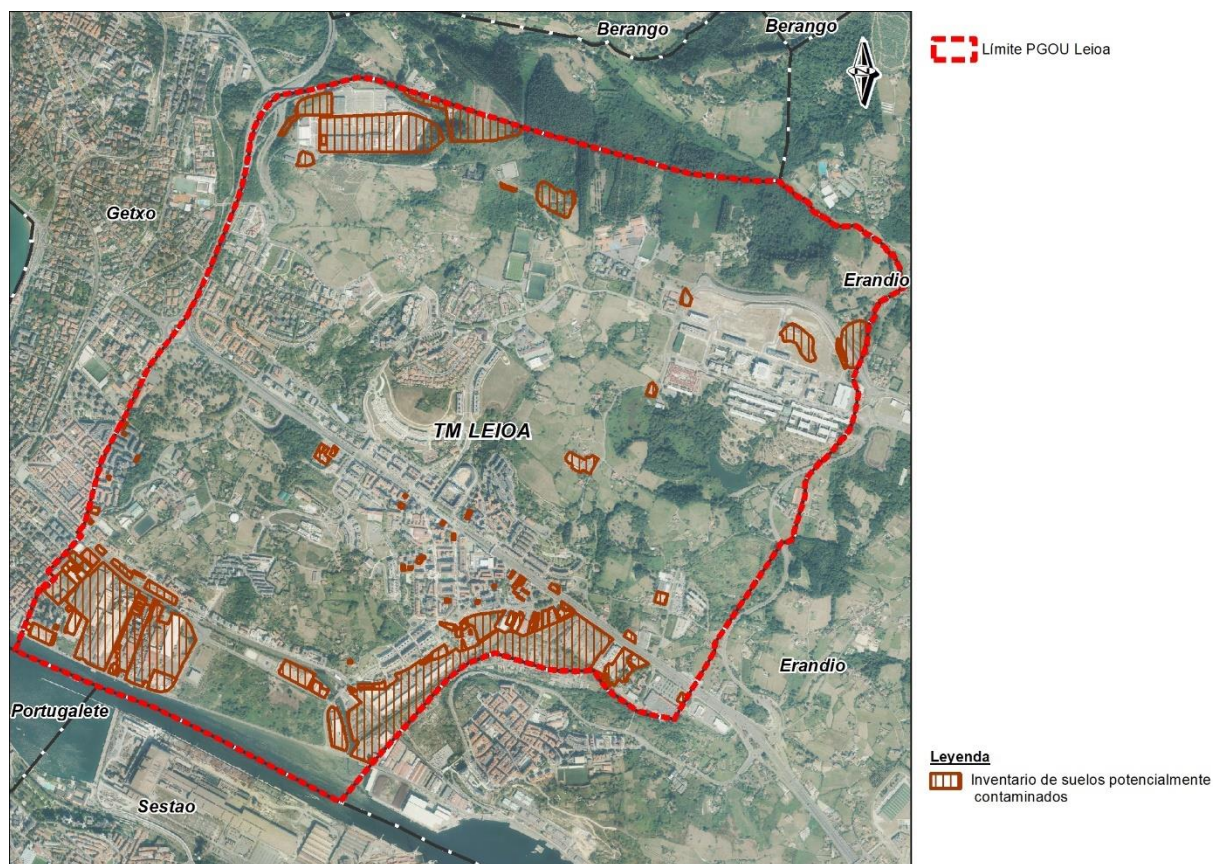 Berango
Berango
Límite PGOU Leioa
Getxo
Erandio
TM LEIOA
Erandio
Portugalete
Sestao
Leyenda
Inventario de suelos potencialmente
contaminados